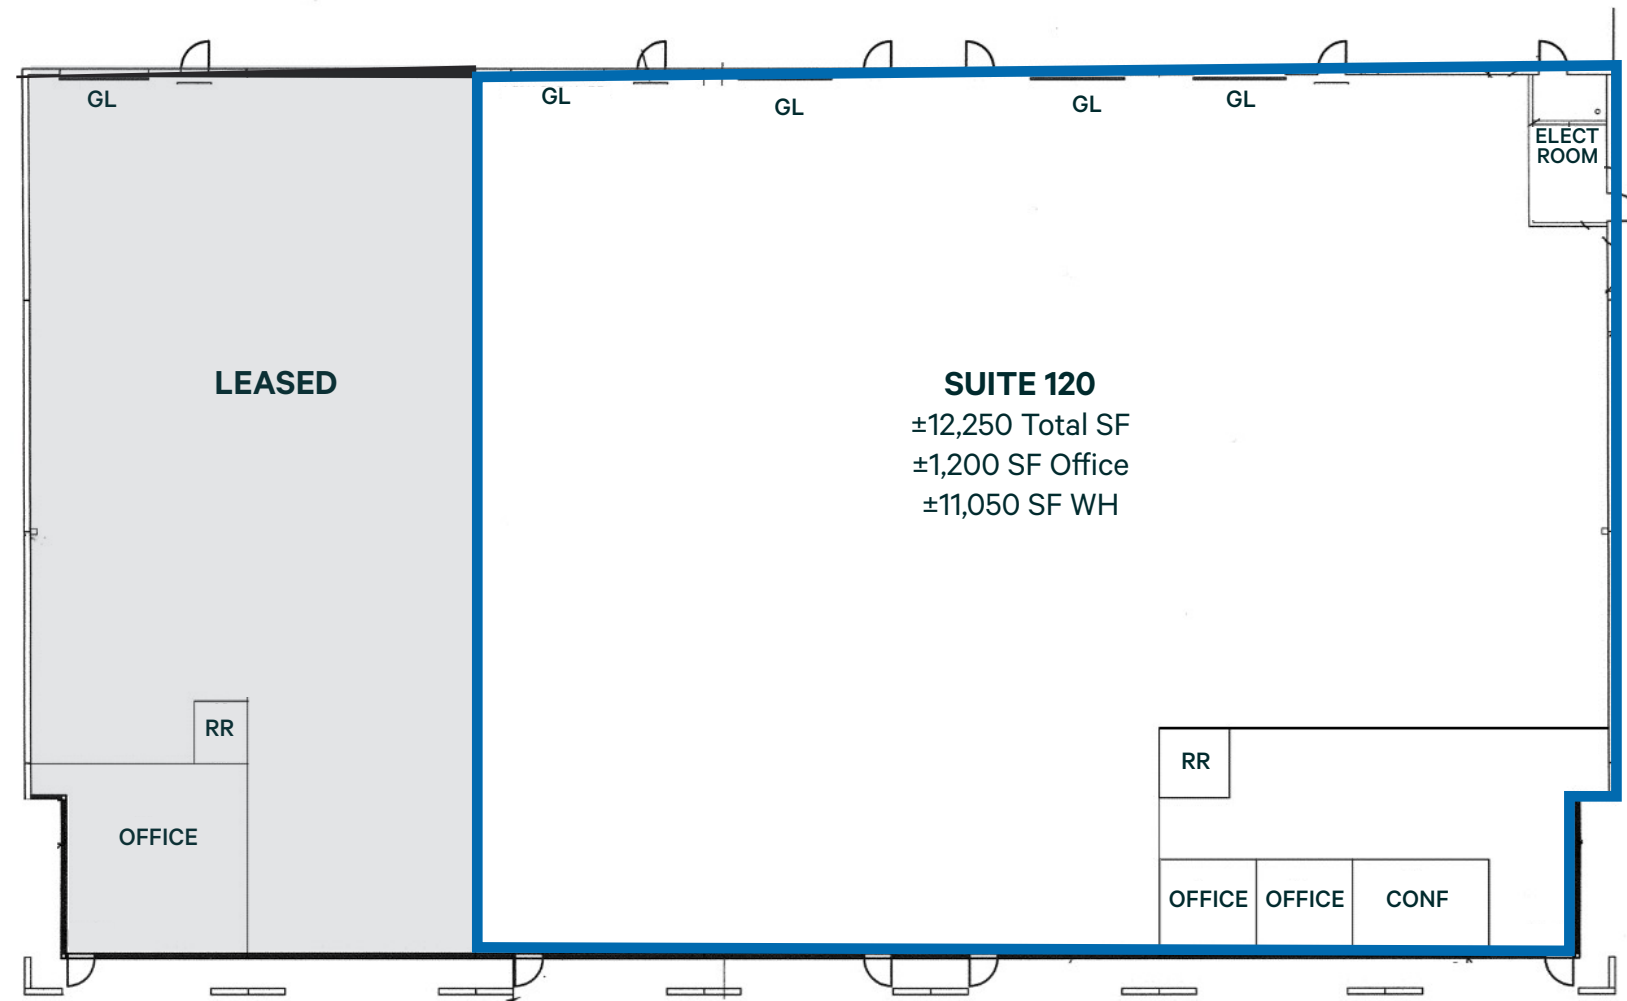 GL
GL
GL
GL
GL
ELECT
ROOM
LEASED
SUITE 120
±12,250 Total SF
±1,200 SF Office
±11,050 SF WH
RR
RR
OFFICE
OFFICE
OFFICE
CONF